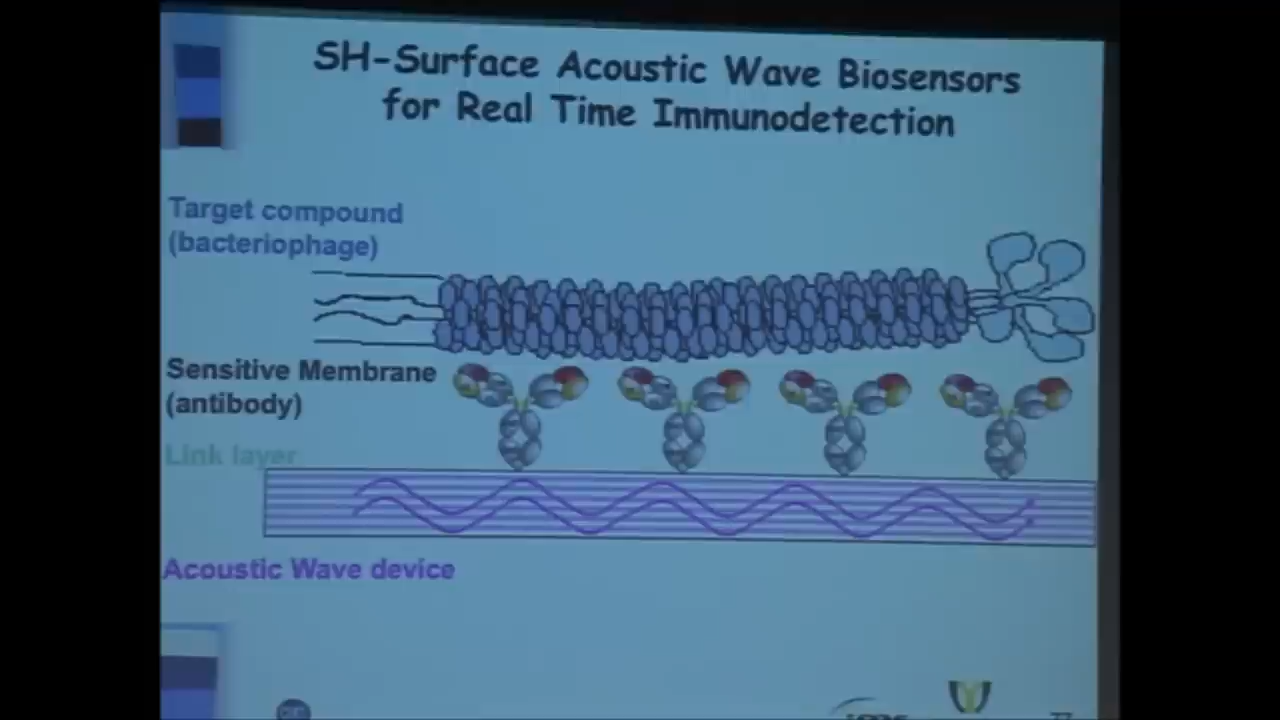 SH-Surface Acoustic Wave Biosensors
for Real Time Immunodetection
Target compound
(bacteriophage)
Sensitive Membrane
(antibody)
Link layer
Acoustic Wave device